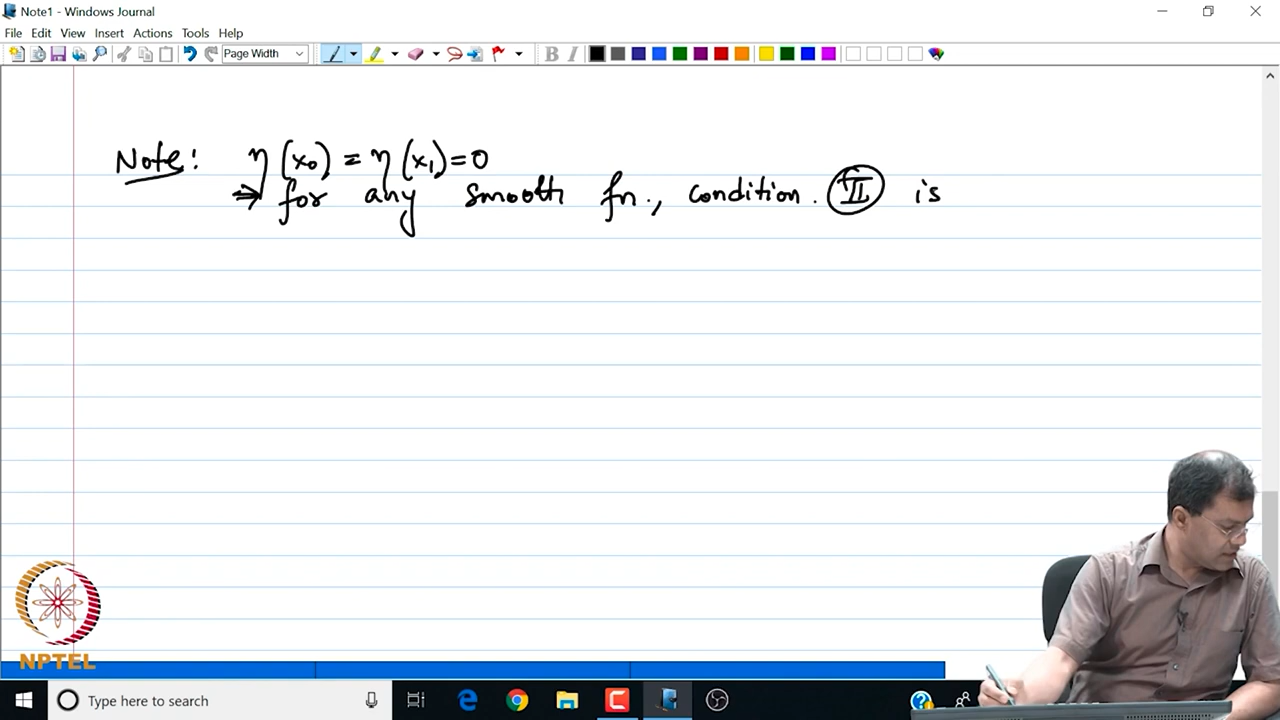 Note1 - Windows Journal
File Edit View Insert Actions Tools Help
Page Width B I
Note: η(x₀) = η(x₁) = 0
⇒ for any smooth fn., condition. II is
NPTEL
Type here to search